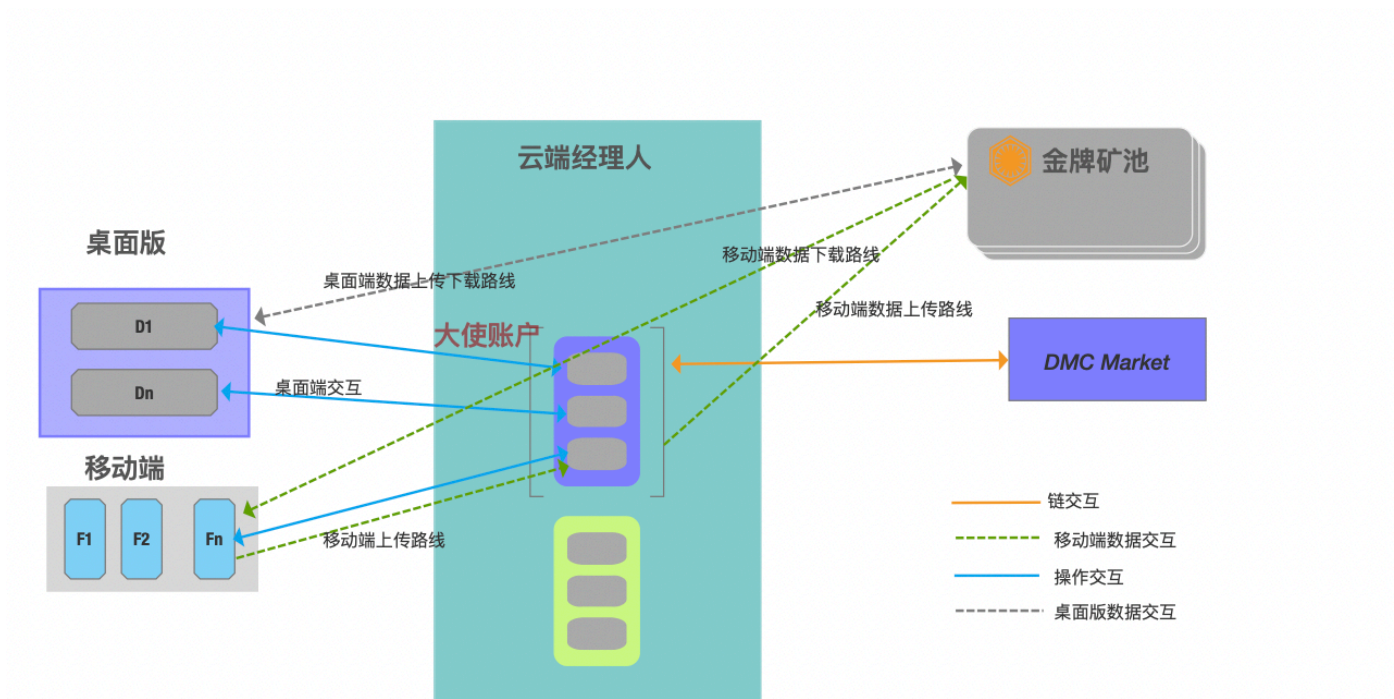 云端经理人
金牌矿池
桌面版
移动端数据下载路线
桌面端数据上传下载路线
移动端数据上传路线
D1
大使账户
DMC Market
Dn
桌面端交互
移动端
链交互
F1
F2
Fn
移动端上传路线
移动端数据交互
操作交互
桌面版数据交互